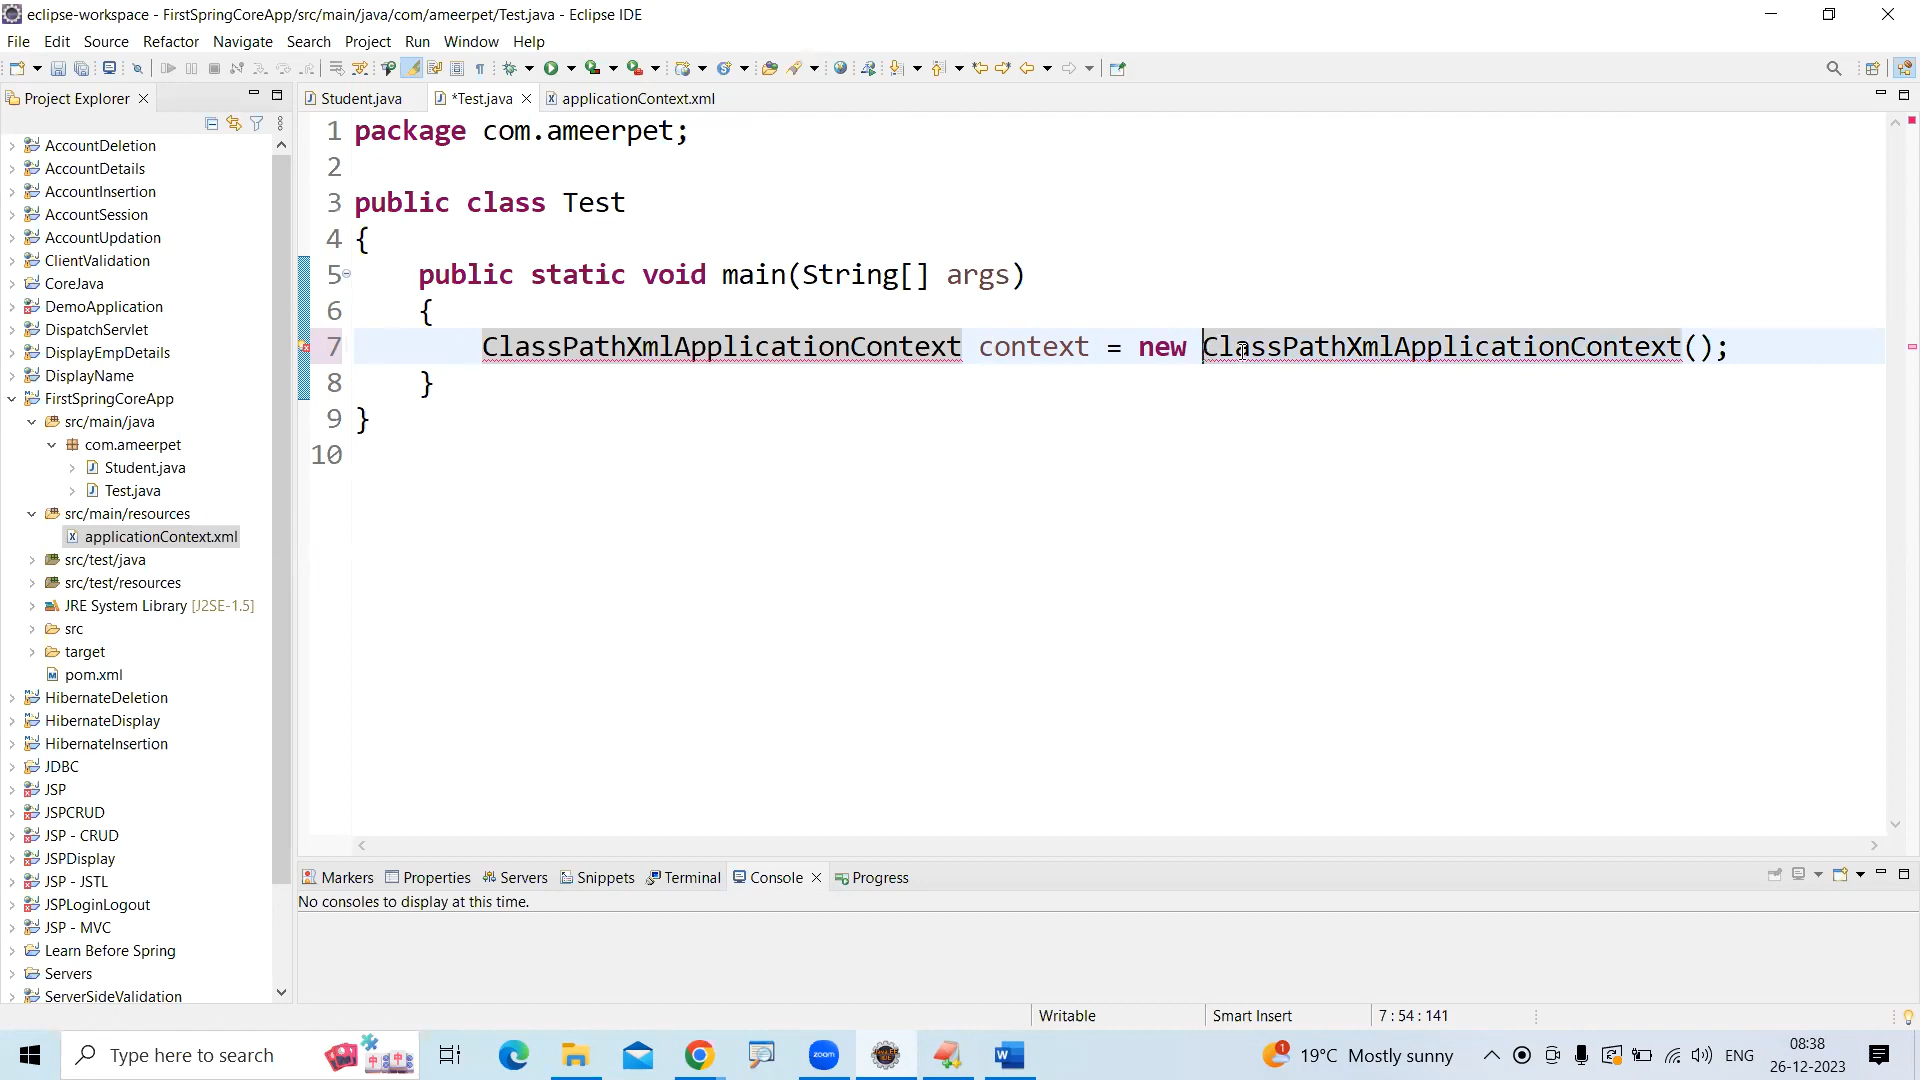 eclipse-workspace - FirstSpringCoreApp/src/main/java/com/ameerpet/Test.java - Eclipse IDE
File Edit Source Refactor Navigate Search Project Run Window Help
Project Explorer
Student.java *Test.java applicationContext.xml
AccountDeletion
AccountDetails
AccountInsertion
AccountSession
AccountUpdation
ClientValidation
CoreJava
DemoApplication
DispatchServlet
DisplayEmpDetails
DisplayName
FirstSpringCoreApp
src/main/java
com.ameerpet
Student.java
Test.java
src/main/resources
applicationContext.xml
src/test/java
src/test/resources
JRE System Library [J2SE-1.5]
src
target
pom.xml
HibernateDeletion
HibernateDisplay
HibernateInsertion
JDBC
JSP
JSPCRUD
JSP - CRUD
JSPDisplay
JSP - JSTL
JSPLoginLogout
JSP - MVC
Learn Before Spring
Servers
ServerSideValidation
1 package com.ameerpet;
2
3 public class Test
4 {
5 public static void main(String[] args)
6 {
7 ClassPathXmlApplicationContext context = new ClassPathXmlApplicationContext();
8 }
9 }
10
Markers Properties Servers Snippets Terminal Console Progress
No consoles to display at this time.
Writable Smart Insert 7 : 54 : 141
Type here to search
zoom
19°C Mostly sunny
ENG
08:38
26-12-2023